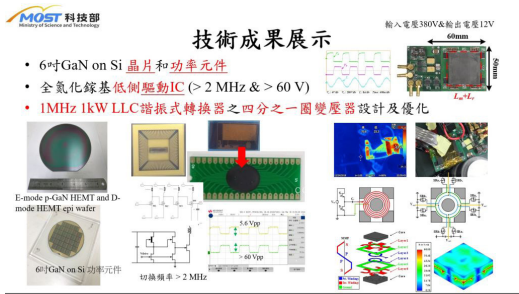 MOST 科技部
Ministry of Science and Technology
技術成果展示
輸入電壓380V&輸出電壓12V
60mm
50mm
• 6吋GaN on Si 晶片和功率元件
• 全氮化鎵基低側驅動IC (> 2 MHz & > 60 V)
• 1MHz 1kW LLC諧振式轉換器之四分之一圈變壓器設計及優化
E-mode p-GaN HEMT and D-mode HEMT epi wafer
6吋GaN on Si 功率元件
5.6 Vpp
> 60 Vpp
切換頻率 > 2 MHz